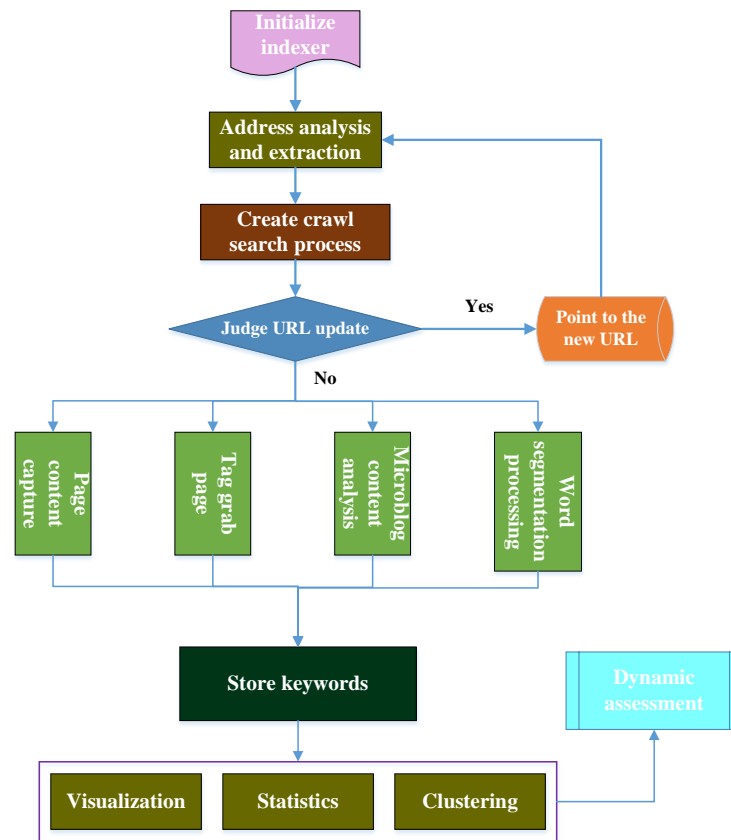 Initialize
indexer
Address analysis
and extraction
Create crawl
search process
Judge URL update
Yes
Point to the
new URL
No
Page
content
capture
Tag grab
page
Microblog
content
analysis
Word
segmentation
processing
Store keywords
Dynamic
assessment
Visualization
Statistics
Clustering